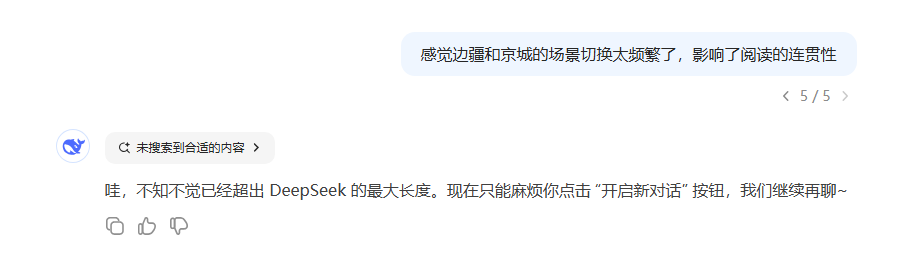 感觉边疆和京城的场景切换太频繁了，影响了阅读的连贯性
5 / 5
未搜索到合适的内容
哇，不知不觉已经超出 DeepSeek 的最大长度。现在只能麻烦你点击 “开启新对话” 按钮，我们继续再聊~